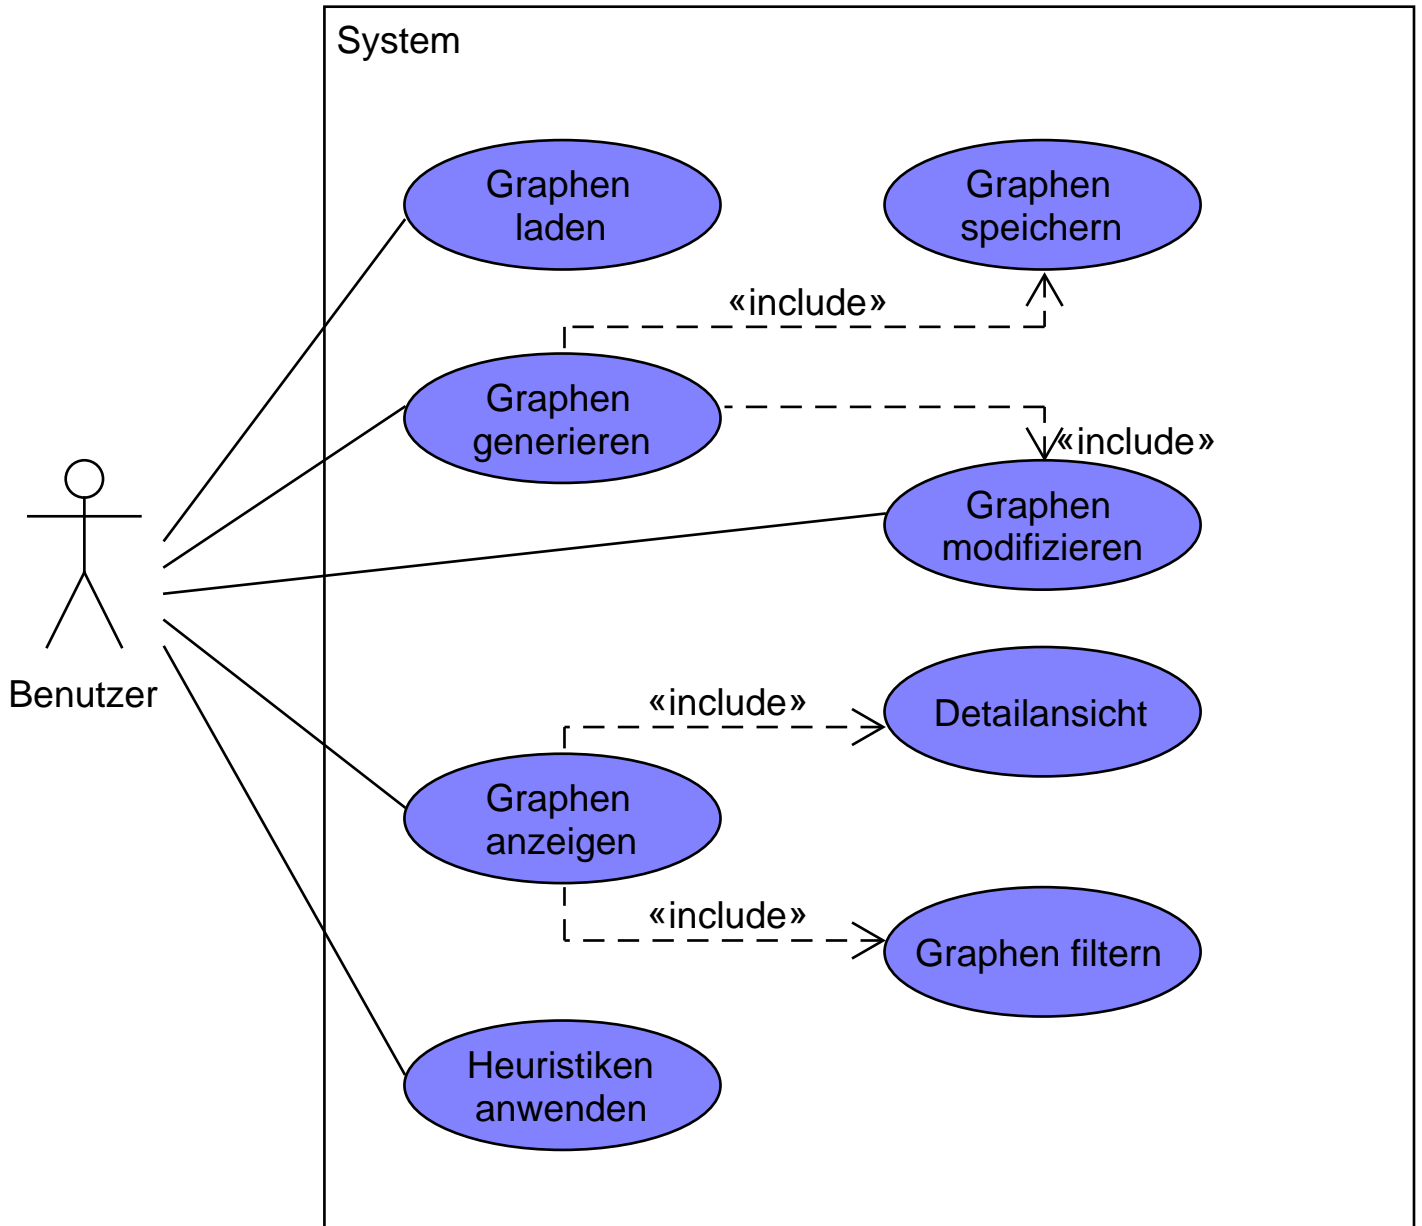 System
Graphen
laden
Graphen
speichern
«include»
Graphen
generieren
«include»
Graphen
modifizieren
Benutzer
«include»
Detailansicht
Graphen
anzeigen
«include»
Graphen filtern
Heuristiken
anwenden